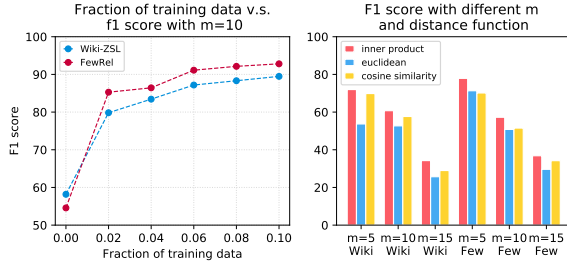 Fraction of training data v.s.
f1 score with m=10
100
90
80
70
60
50
F1 score
Wiki-ZSL
FewRel
0.00 0.02 0.04 0.06 0.08 0.10
Fraction of training data
F1 score with different m
and distance function
100
80
60
40
20
0
inner product
euclidean
cosine similarity
m=5 m=10 m=15 m=5 m=10 m=15
Wiki Wiki Wiki Few Few Few